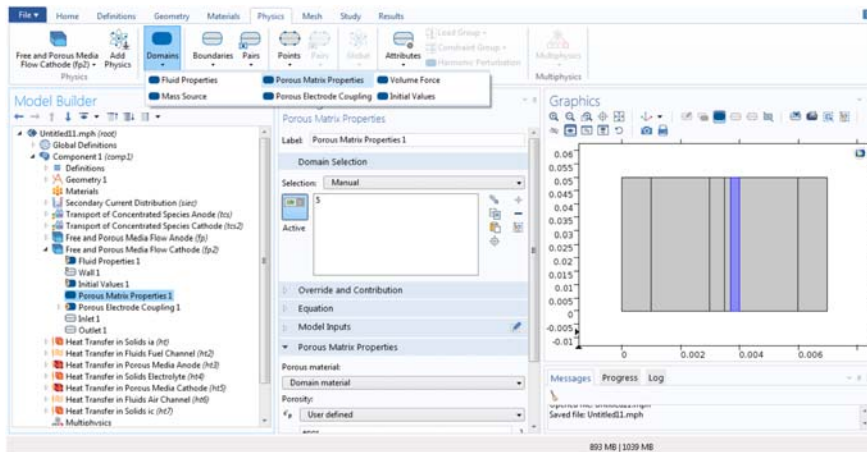 File Home Definitions Geometry Materials Physics Mesh Study Results
Free and Porous Media Flow Cathode (fp2)
Add Physics
Domains
Boundaries
Pairs
Points
Pairs
Global
Attributes
Load Group
Constraint Group
Harmonic Perturbation
Multiphysics
Physics
Multiphysics
Fluid Properties Porous Matrix Properties Volume Force
Mass Source Porous Electrode Coupling Initial Values
Model Builder
Untitled11.mph (root)
Global Definitions
Component 1 (comp1)
Definitions
Geometry 1
Materials
Secondary Current Distribution (siec)
Transport of Concentrated Species Anode (tcs)
Transport of Concentrated Species Cathode (tcs2)
Free and Porous Media Flow Anode (fp)
Free and Porous Media Flow Cathode (fp2)
Fluid Properties 1
Wall 1
Initial Values 1
Porous Matrix Properties 1
Porous Electrode Coupling 1
Inlet 1
Outlet 1
Heat Transfer in Solids ia (ht)
Heat Transfer in Fluids Fuel Channel (ht2)
Heat Transfer in Porous Media Anode (ht3)
Heat Transfer in Solids Electrolyte (ht4)
Heat Transfer in Porous Media Cathode (ht5)
Heat Transfer in Fluids Air Channel (ht6)
Heat Transfer in Solids ic (ht7)
Multiphysics
Porous Matrix Properties
Label: Porous Matrix Properties 1
Domain Selection
Selection: Manual
5
Active
Override and Contribution
Equation
Model Inputs
Porous Matrix Properties
Porous material:
Domain material
Porosity:
εp User defined
Graphics
0.06
0.055
0.05
0.045
0.04
0.035
0.03
0.025
0.02
0.015
0.01
0.005
0
-0.005
-0.01
0 0.002 0.004 0.006
Messages Progress Log
Opened file: Untitled11.mph
Saved file: Untitled11.mph
893 MB | 1039 MB